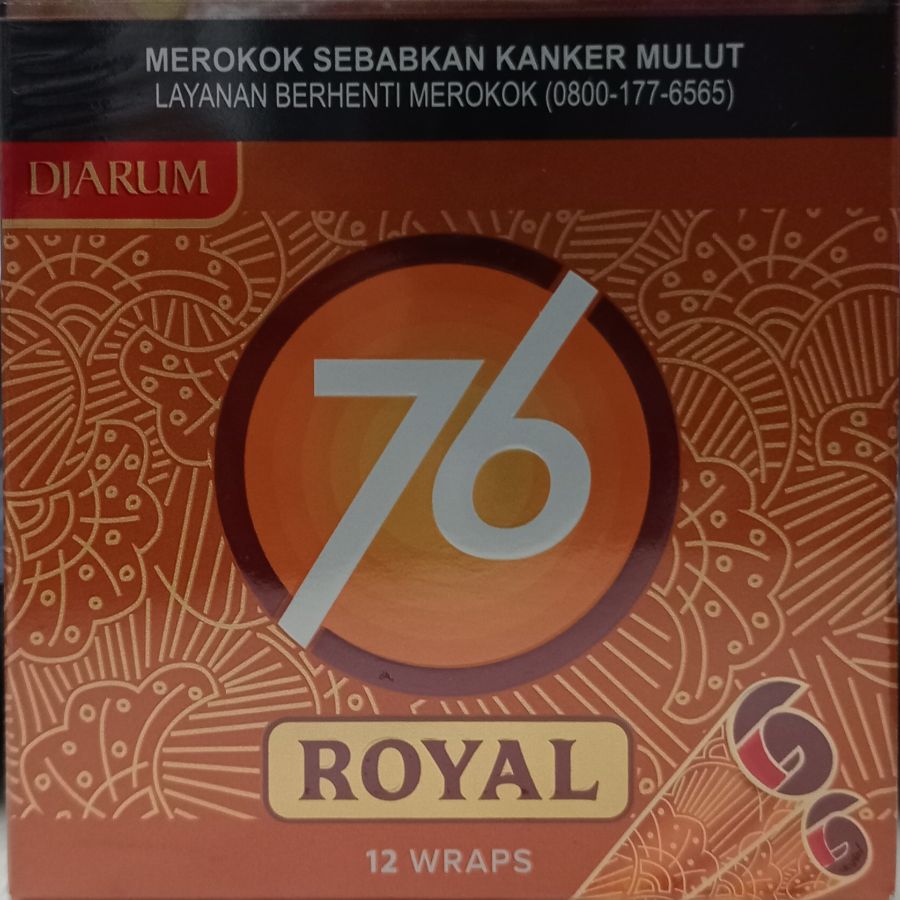 MEROKOK SEBABKAN KANKER MULUT
LAYANAN BERHENTI MEROKOK (0800-177-6565)
DJARUM
76
ROYAL
12 WRAPS